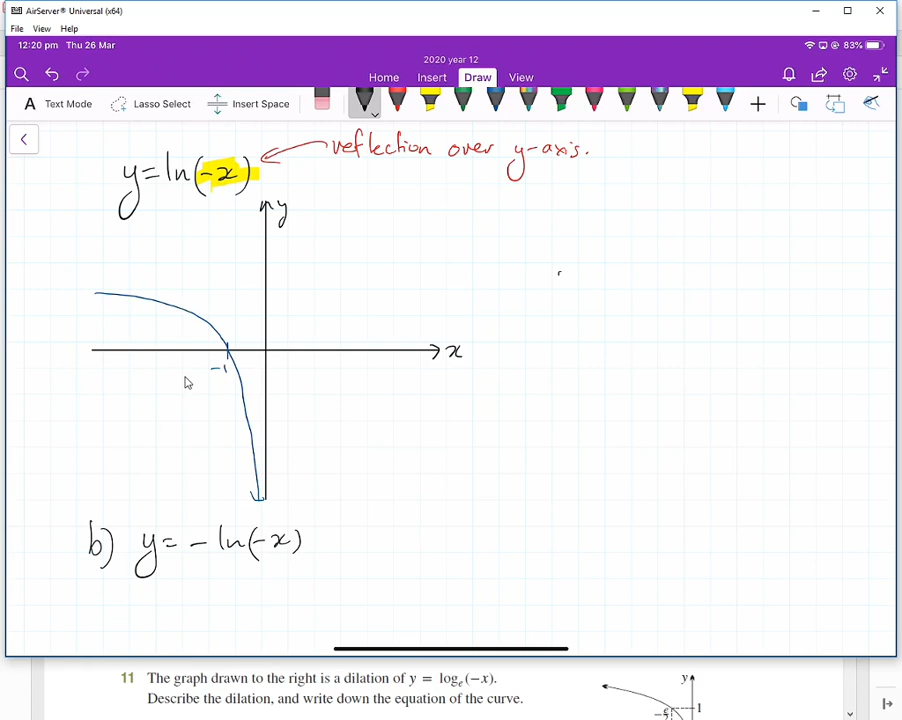 AirServer® Universal (x64)
File View Help
12:20 pm Thu 26 Mar
83%
2020 year 12
Home Insert Draw View
A Text Mode Lasso Select Insert Space
reflection over y-axis.
y=ln(-x)
y
x
-1
b) y= -ln(-x)
11 The graph drawn to the right is a dilation of y = logₑ(−x).
Describe the dilation, and write down the equation of the curve.
y
1